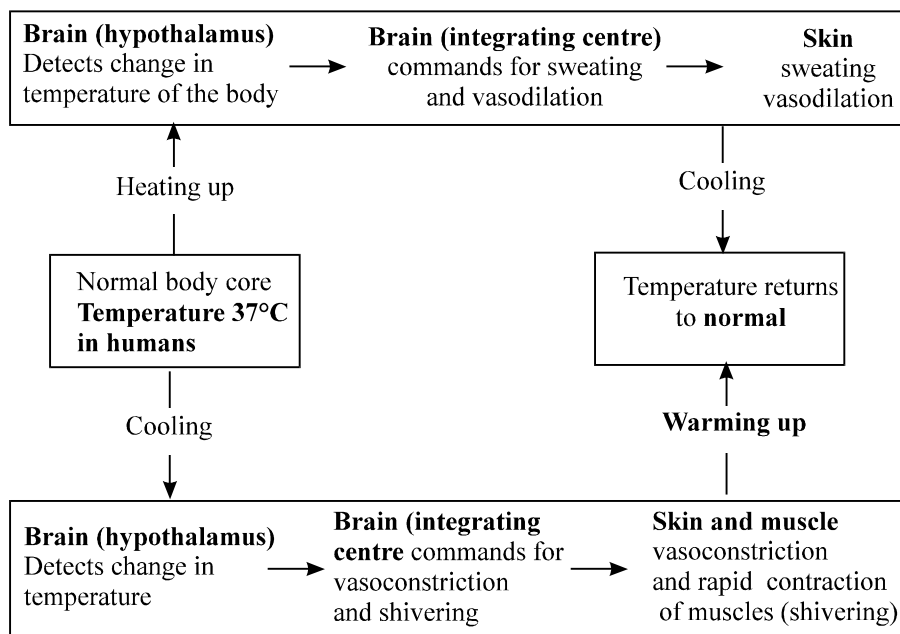 Brain (hypothalamus)
Detects change in
temperature of the body
Brain (integrating centre)
commands for sweating
and vasodilation
Skin
sweating
vasodilation
Heating up
Cooling
Normal body core
Temperature 37°C
in humans
Temperature returns
to normal
Cooling
Warming up
Brain (hypothalamus)
Detects change in
temperature
Brain (integrating
centre commands for
vasoconstriction
and shivering
Skin and muscle
vasoconstriction
and rapid contraction
of muscles (shivering)